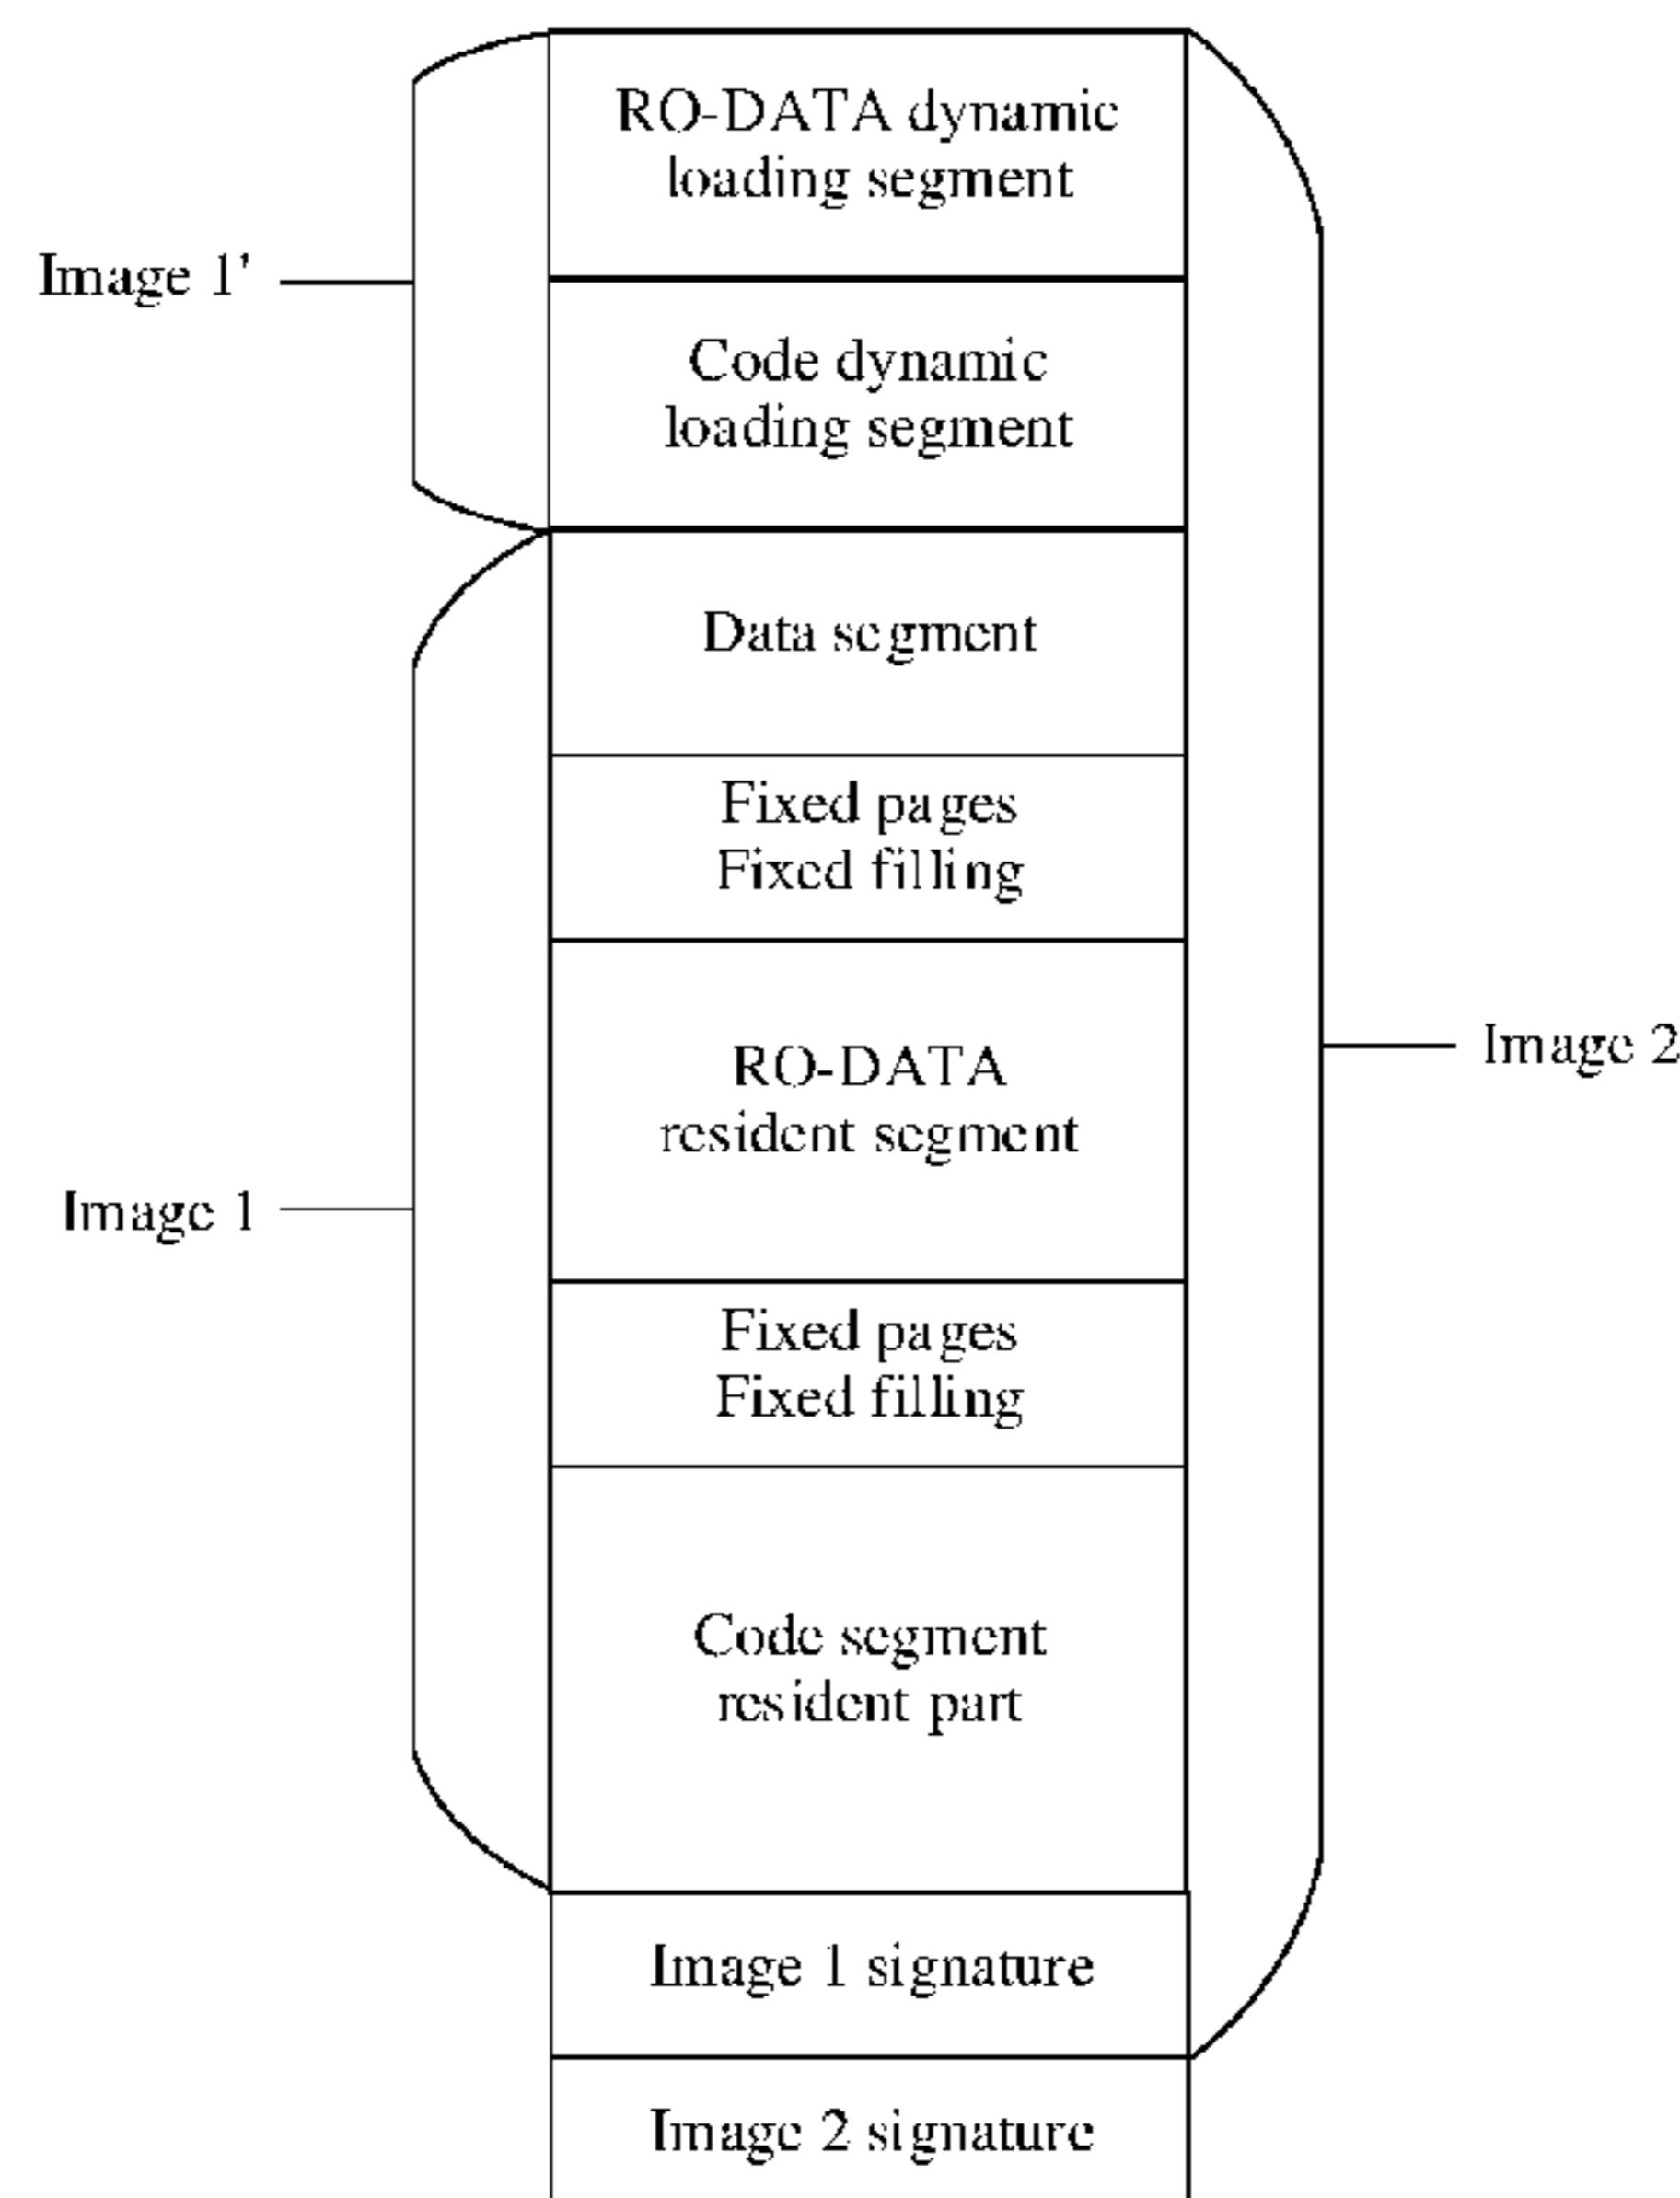 RO-DATA dynamic
loading segment
Image 1'
Code dynamic
loading segment
Data segment
Fixed pages
Fixed filling
RO-DATA
resident segment
Image 2
Image 1
Fixed pages
Fixed filling
Code segment
resident part
Image 1 signature
Image 2 signature